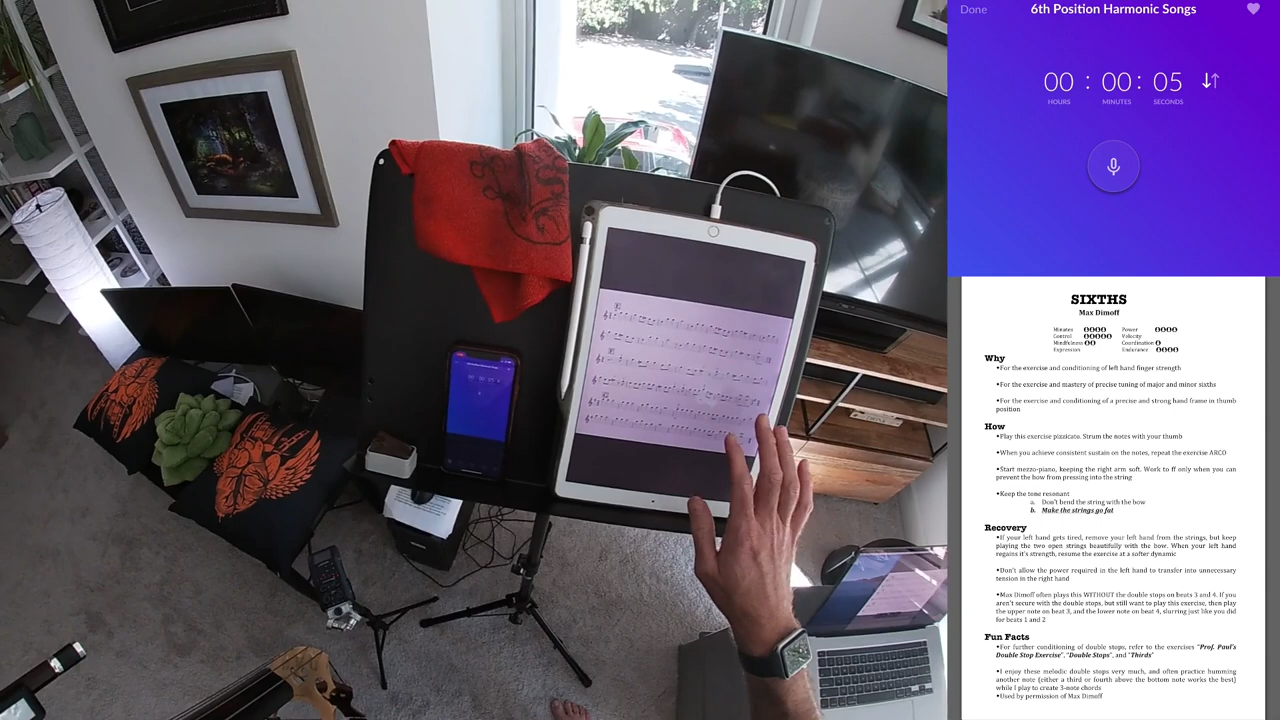 Done
6th Position Harmonic Songs
00 : 00 : 05
HOURS MINUTES SECONDS
SIXTHS
Max Dimoff
Minutes Power
Control Velocity
Mindfulness Coordination
Expression Endurance
Why
•For the exercise and conditioning of left hand finger strength
•For the exercise and mastery of precise tuning of major and minor sixths
•For the exercise and conditioning of a precise and strong hand frame in thumb
position
How
•Play this exercise pizzicato. Strum the notes with your thumb
•When you achieve consistent sustain on the notes, repeat the exercise ARCO
•Start mezzo-piano, keeping the right arm soft. Work to ff only when you can
prevent the bow from pressing into the string
•Keep the tone resonant
a. Don't bend the string with the bow
b. Make the strings go fat
Recovery
•If your left hand gets tired, remove your left hand from the strings, but keep
playing the two open strings beautifully with the bow. When your left hand
regains it's strength, resume the exercise at a softer dynamic
•Don't allow the power required in the left hand to transfer into unnecessary
tension in the right hand
•Max Dimoff often plays this WITHOUT the double stops on beats 3 and 4. If you
aren't secure with the double stops, but still want to play this exercise, then play
the upper note on beat 3, and the lower note on beat 4, slurring just like you did
for beats 1 and 2
Fun Facts
•For further conditioning of double stops, refer to the exercises "Prof. Paul's
Double Stop Exercise", "Double Stops", and "Thirds"
•I enjoy these melodic double stops very much, and often practice humming
another note (either a third or fourth above the bottom note works the best)
while I play to create 3-note chords
•Used by permission of Max Dimoff